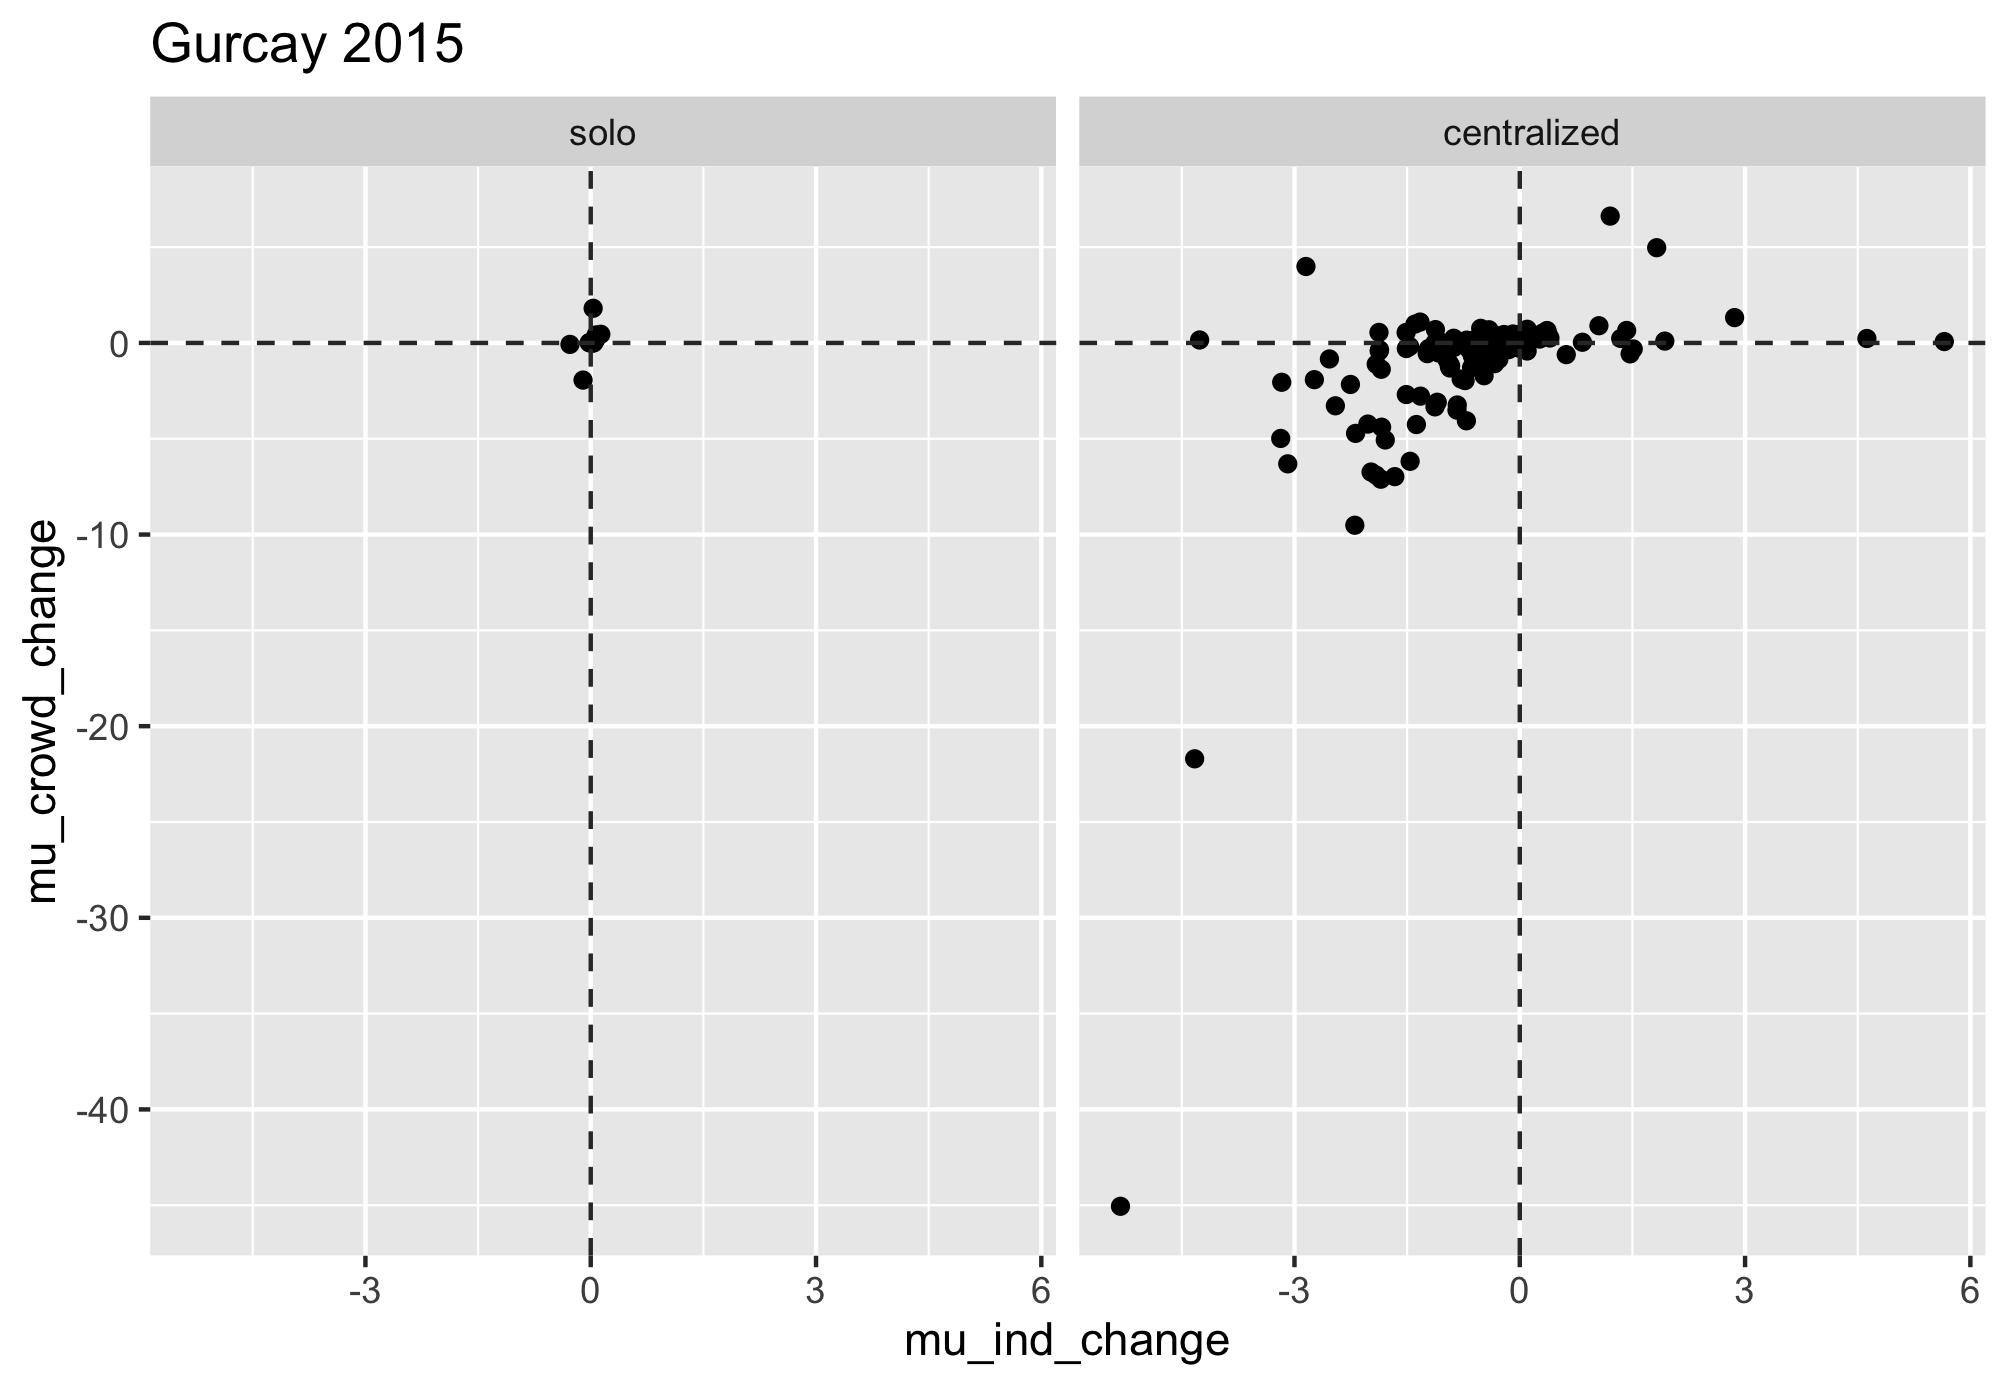 Gurcay 2015
solo
centralized
mu_crowd_change
0
-10
-20
-30
-40
-3 0 3 6
-3 0 3 6
mu_ind_change